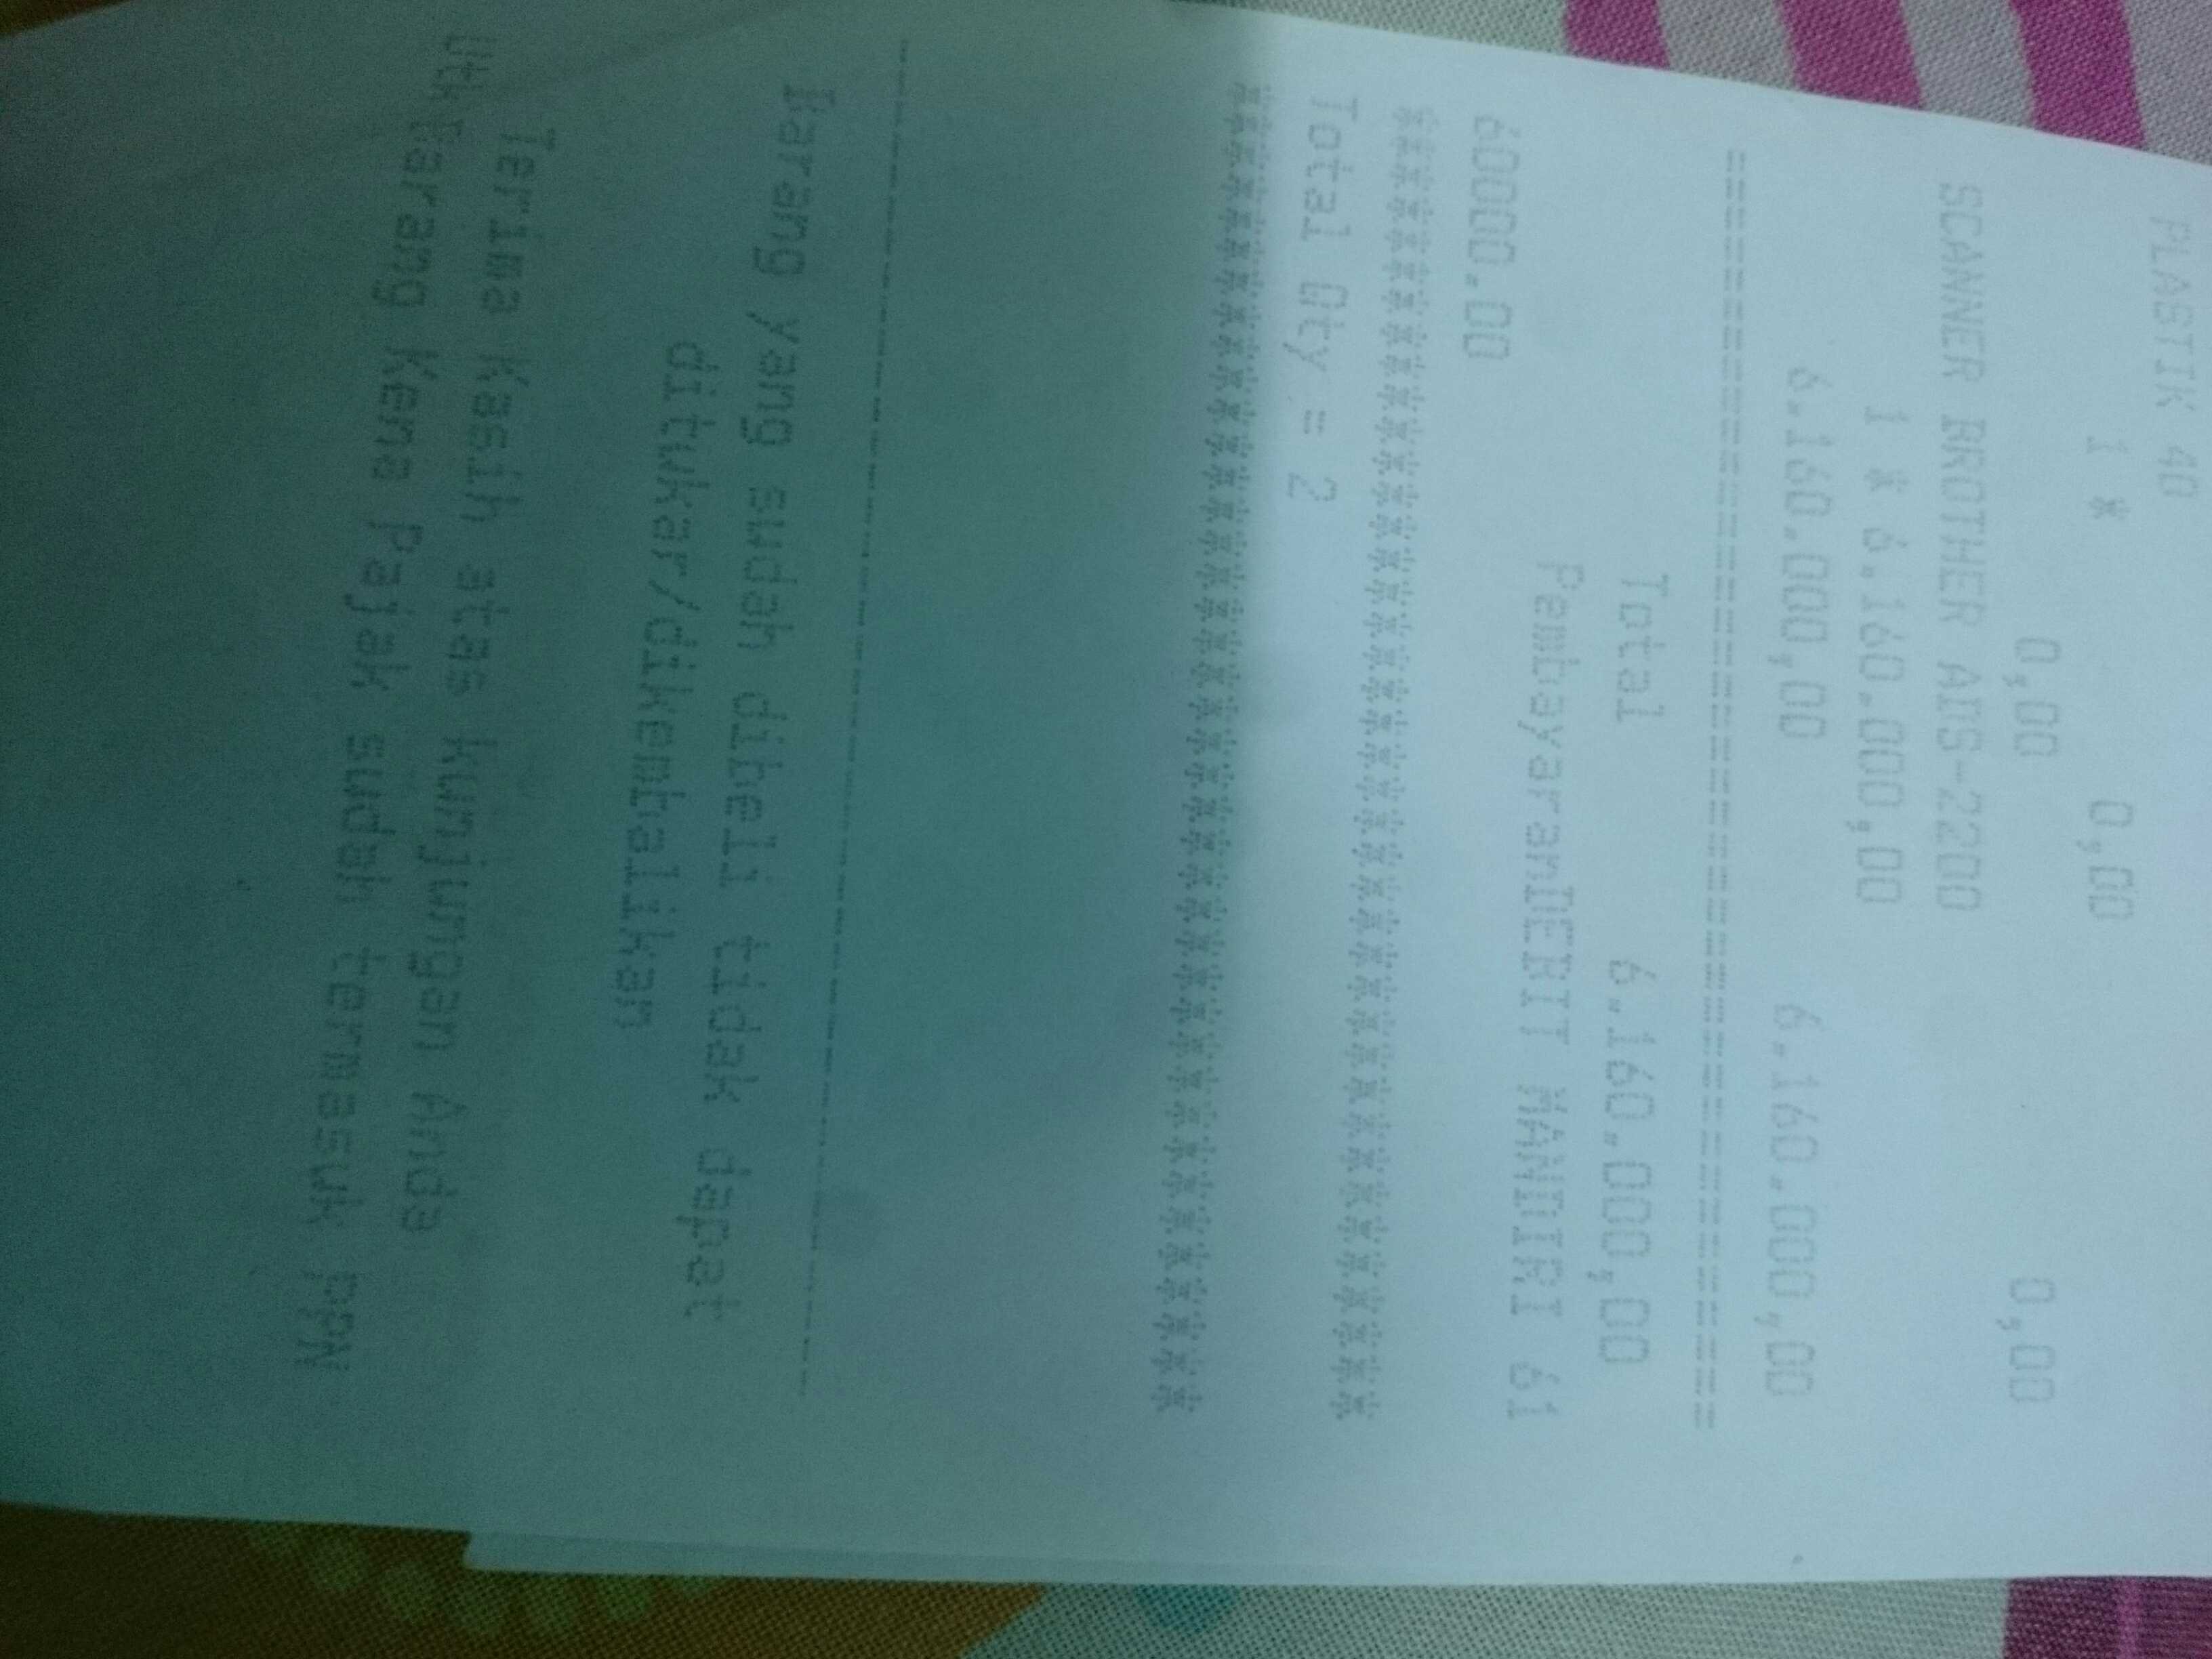 PLASTIK 40
1 * 0,00
0,00 0,00
SCANNER BROTHER ADS-2200
1 * 6.160.000,00
6.160.000,00 6.160.000,00
================================
Total 6.160.000,00
PembayaranDEBIT MANDIRI 61
60000.00
****************************************
Total Qty = 2
****************************************
----------------------------------------
Barang yang sudah dibeli tidak dapat
ditukar/dikembalikan
Terima Kasih atas kunjungan Anda
Utk Barang Kena Pajak sudah termasuk PPN